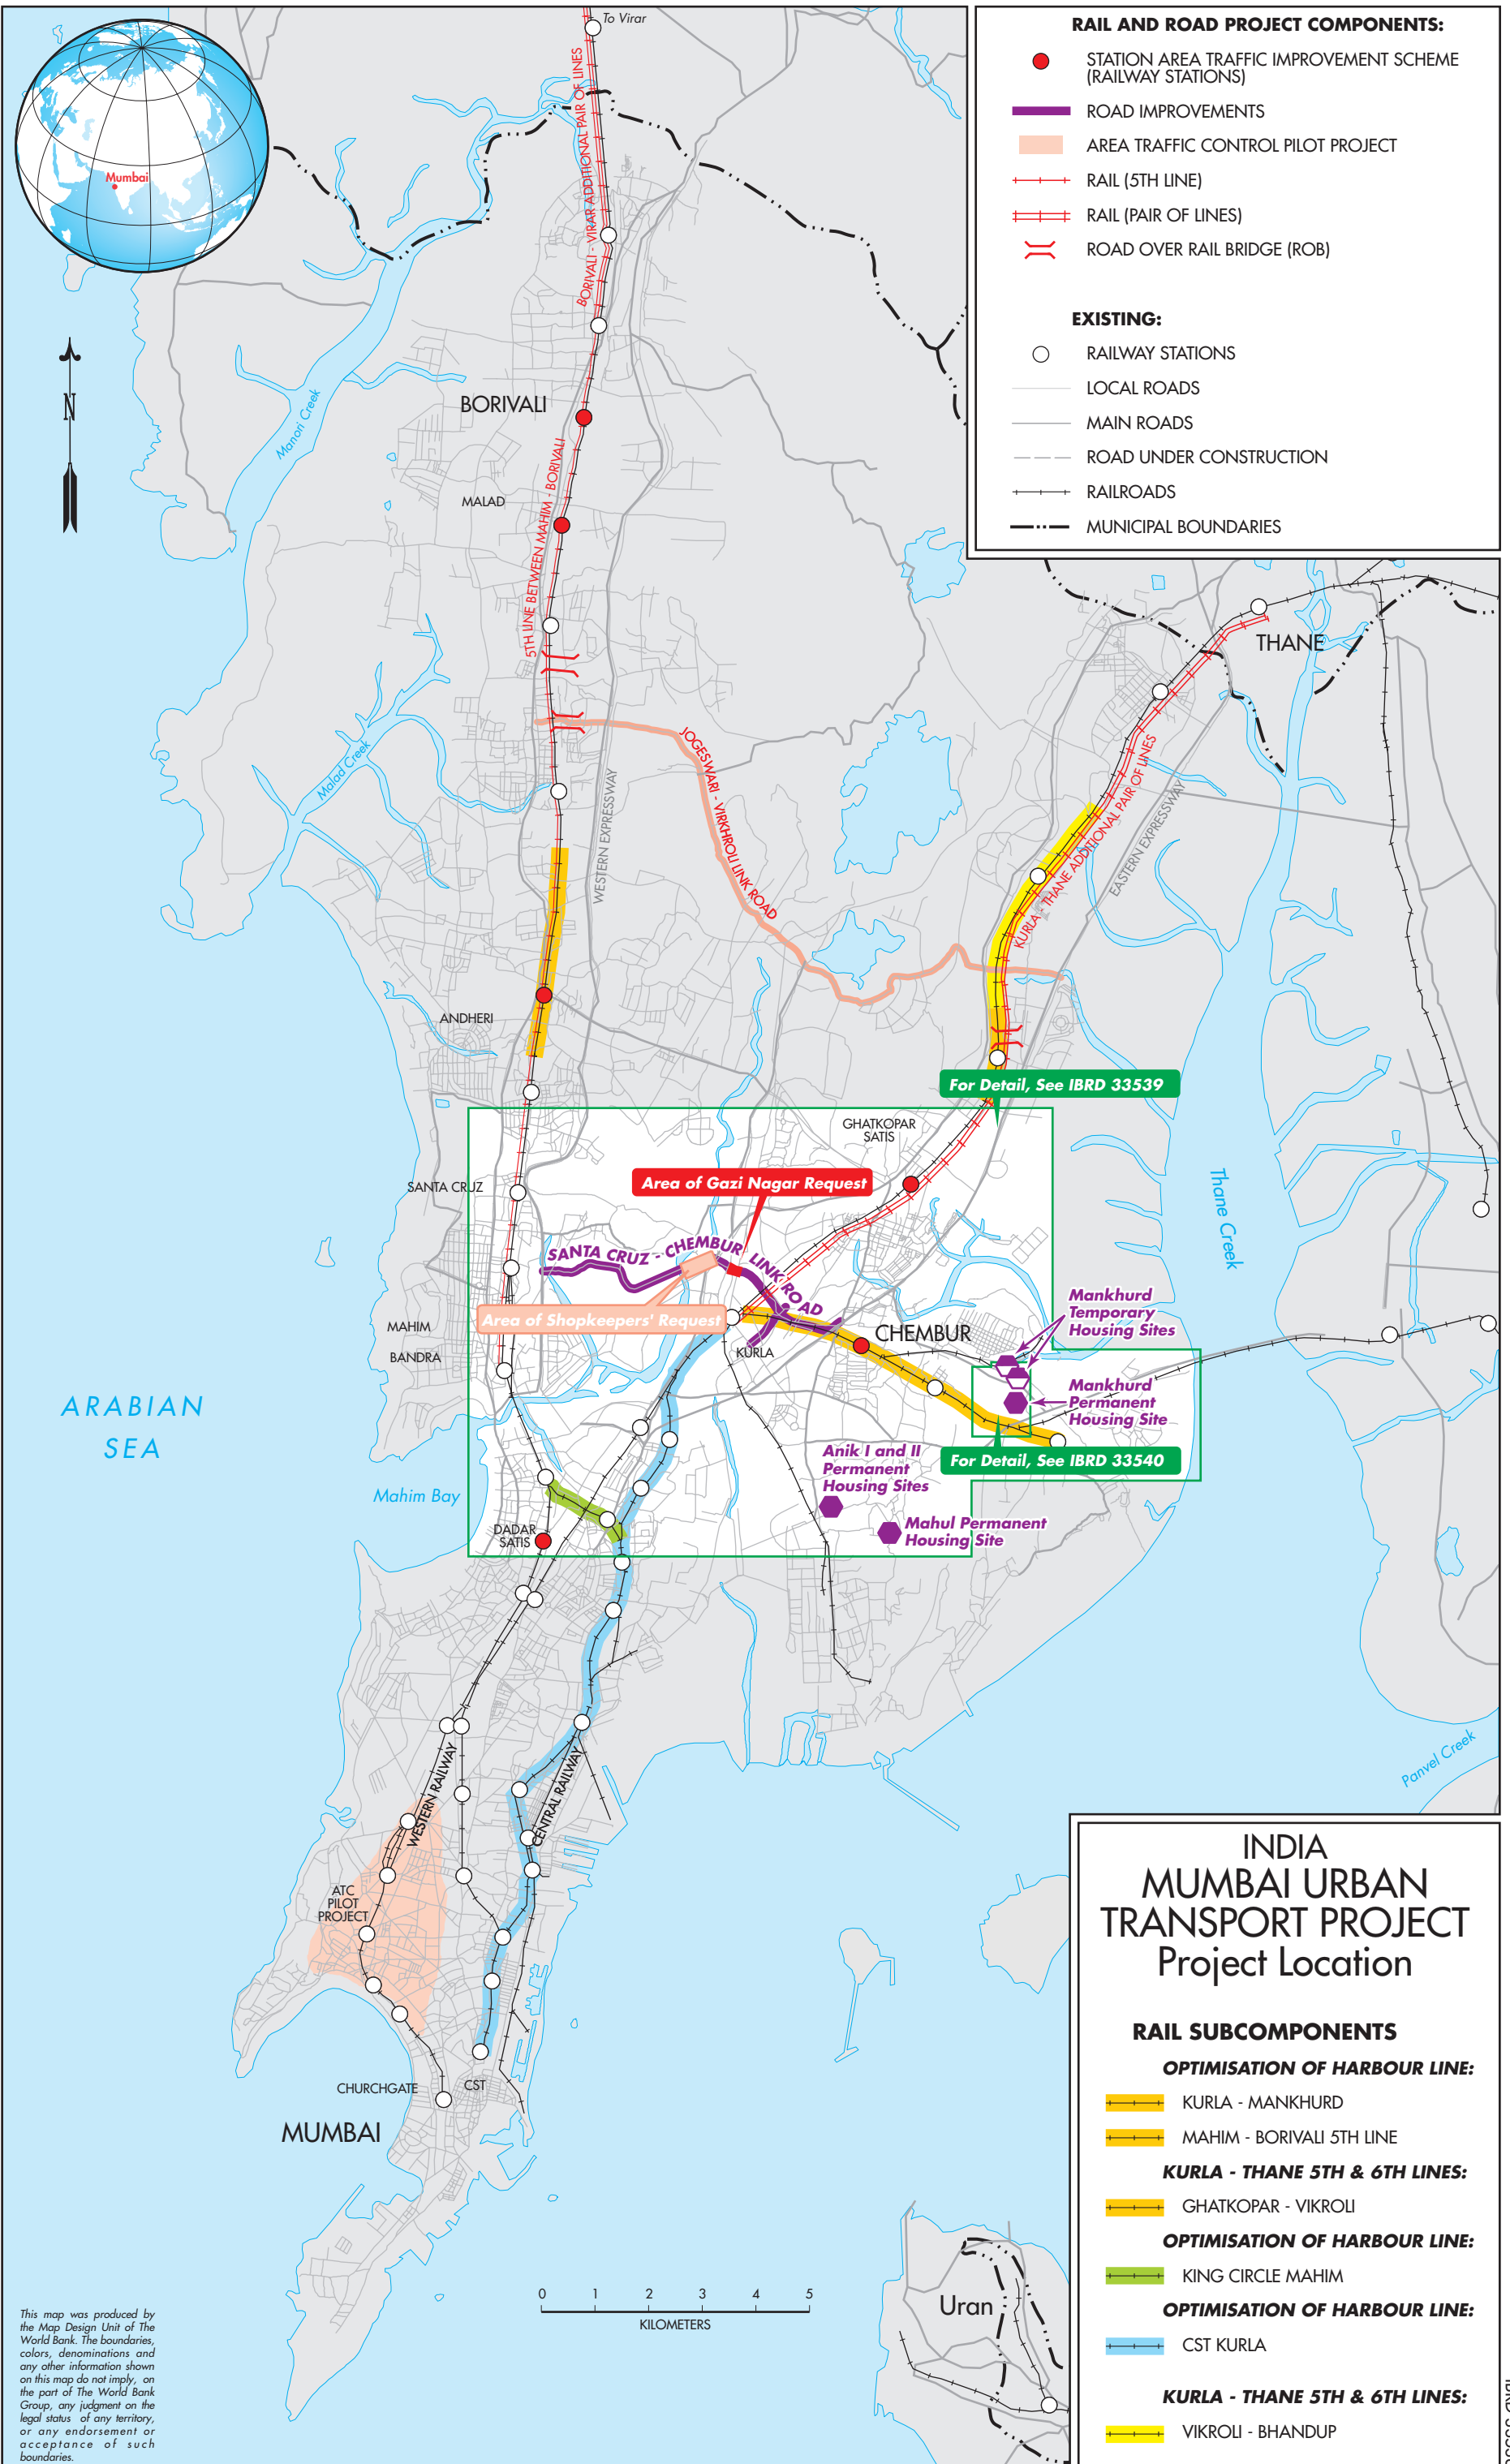 To Virar
Mumbai
RAIL AND ROAD PROJECT COMPONENTS:
STATION AREA TRAFFIC IMPROVEMENT SCHEME
(RAILWAY STATIONS)
ROAD IMPROVEMENTS
AREA TRAFFIC CONTROL PILOT PROJECT
RAIL (5TH LINE)
RAIL (PAIR OF LINES)
ROAD OVER RAIL BRIDGE (ROB)
EXISTING:
RAILWAY STATIONS
LOCAL ROADS
MAIN ROADS
ROAD UNDER CONSTRUCTION
RAILROADS
MUNICIPAL BOUNDARIES
BORIVALI - VIRAR ADDITIONAL PAIR OF LINES
N
Manori Creek
BORIVALI
MALAD
5TH LINE BETWEEN MAHIM - BORIVALI
THANE
Malad Creek
WESTERN EXPRESSWAY
JOGESWARI - VIRKHROLI LINK ROAD
KURLA - THANE ADDITIONAL PAIR OF LINES
EASTERN EXPRESSWAY
ANDHERI
For Detail, See IBRD 33539
GHATKOPAR
SATIS
SANTA CRUZ
Area of Gazi Nagar Request
Thane Creek
SANTA CRUZ - CHEMBUR LINK ROAD
Area of Shopkeepers' Request
MAHIM
BANDRA
KURLA
CHEMBUR
Mankhurd
Temporary
Housing Sites
Mankhurd
Permanent
Housing Site
ARABIAN
SEA
Mahim Bay
Anik I and II
Permanent
Housing Sites
For Detail, See IBRD 33540
Mahul Permanent
Housing Site
DADAR
SATIS
WESTERN RAILWAY
CENTRAL RAILWAY
Panvel Creek
ATC
PILOT
PROJECT
CHURCHGATE
CST
MUMBAI
Uran
0 1 2 3 4 5
KILOMETERS
INDIA
MUMBAI URBAN
TRANSPORT PROJECT
Project Location
RAIL SUBCOMPONENTS
OPTIMISATION OF HARBOUR LINE:
KURLA - MANKHURD
MAHIM - BORIVALI 5TH LINE
KURLA - THANE 5TH & 6TH LINES:
GHATKOPAR - VIKROLI
OPTIMISATION OF HARBOUR LINE:
KING CIRCLE MAHIM
OPTIMISATION OF HARBOUR LINE:
CST KURLA
KURLA - THANE 5TH & 6TH LINES:
VIKROLI - BHANDUP
This map was produced by
the Map Design Unit of The
World Bank. The boundaries,
colors, denominations and
any other information shown
on this map do not imply, on
the part of The World Bank
Group, any judgment on the
legal status of any territory,
or any endorsement or
acceptance of such
boundaries.